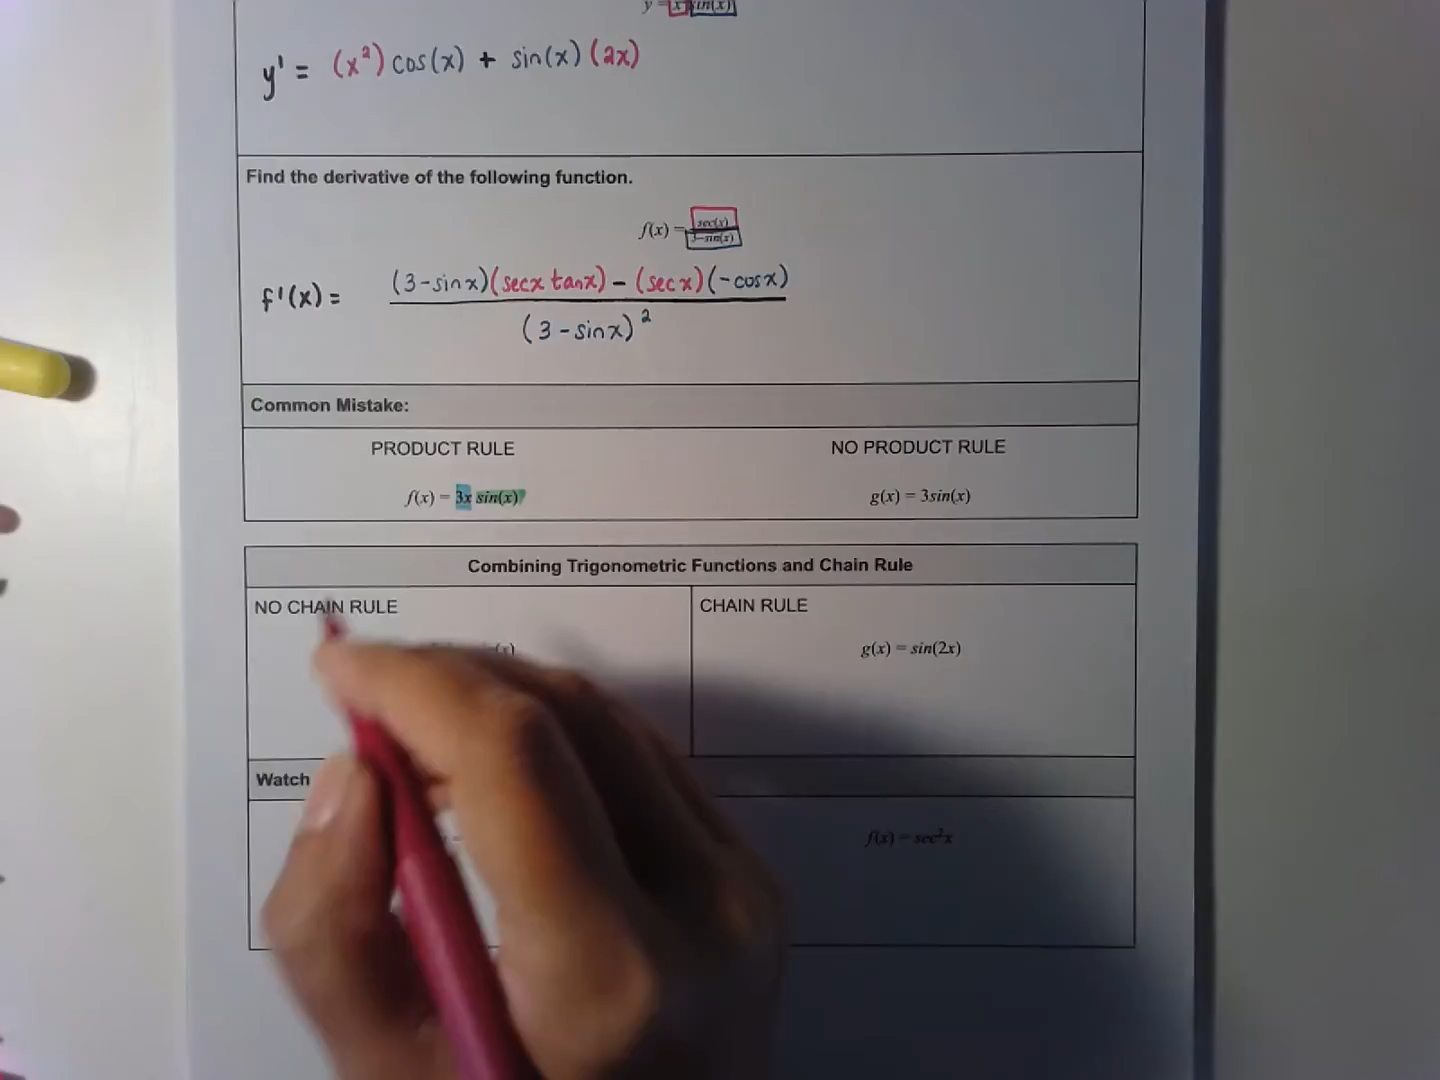 y = x sin(x)
y' = (x²) cos(x) + sin(x) (2x)
Find the derivative of the following function.
f(x) = sec(x) / 3−sin(x)
f'(x) = (3-sinx)(secx tanx) - (secx)(-cosx) / (3-sinx)²
Common Mistake:
PRODUCT RULE NO PRODUCT RULE
f(x) = 3x sin(x) g(x) = 3sin(x)
Combining Trigonometric Functions and Chain Rule
NO CHAIN RULE CHAIN RULE
g(x) = sin(2x)
Watch
f(x) = sec²x